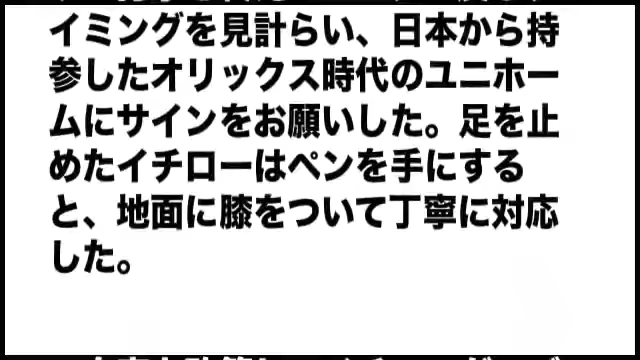 イミングを見計らい、日本から持
参したオリックス時代のユニホー
ムにサインをお願いした。足を止
めたイチローはペンを手にする
と、地面に膝をついて丁寧に対応
した。